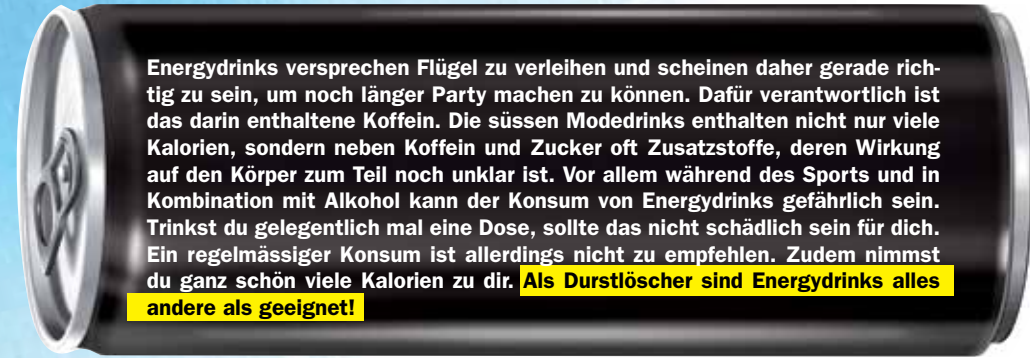 Energydrinks versprechen Flügel zu verleihen und scheinen daher gerade rich-
tig zu sein, um noch länger Party machen zu können. Dafür verantwortlich ist
das darin enthaltene Koffein. Die süssen Modedrinks enthalten nicht nur viele
Kalorien, sondern neben Koffein und Zucker oft Zusatzstoffe, deren Wirkung
auf den Körper zum Teil noch unklar ist. Vor allem während des Sports und in
Kombination mit Alkohol kann der Konsum von Energydrinks gefährlich sein.
Trinkst du gelegentlich mal eine Dose, sollte das nicht schädlich sein für dich.
Ein regelmässiger Konsum ist allerdings nicht zu empfehlen. Zudem nimmst
du ganz schön viele Kalorien zu dir. Als Durstlöscher sind Energydrinks alles
andere als geeignet!